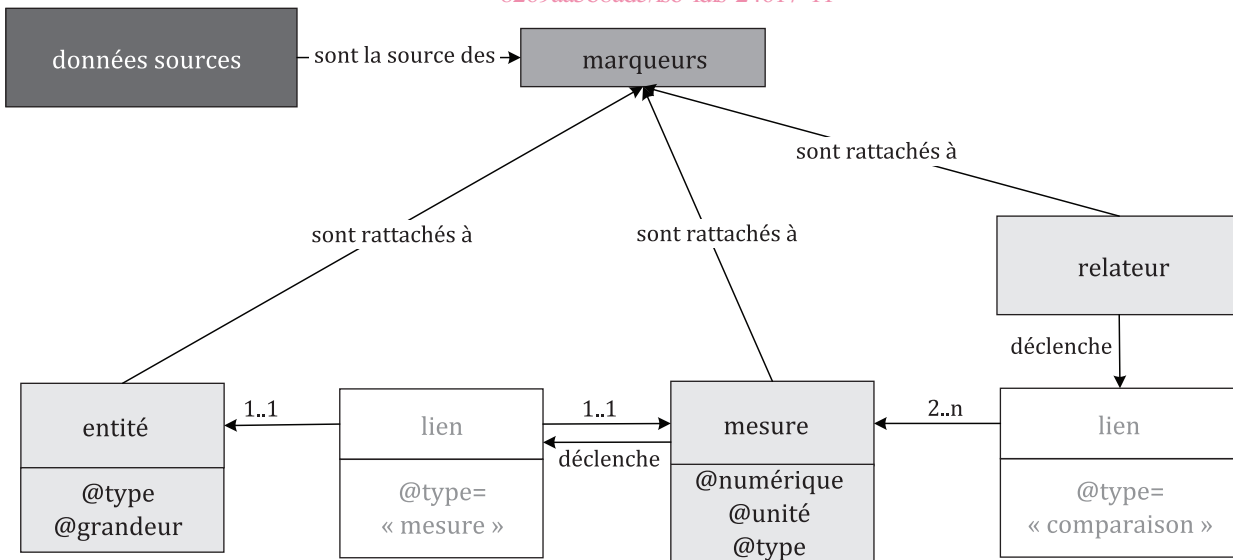 données sources
sont la source des
marqueurs
sont rattachés à
sont rattachés à
sont rattachés à
relateur
déclenche
entité
1..1
lien
1..1
déclenche
mesure
2..n
lien
@type
@grandeur
@type=
« mesure »
@numérique
@unité
@type
@type=
« comparaison »